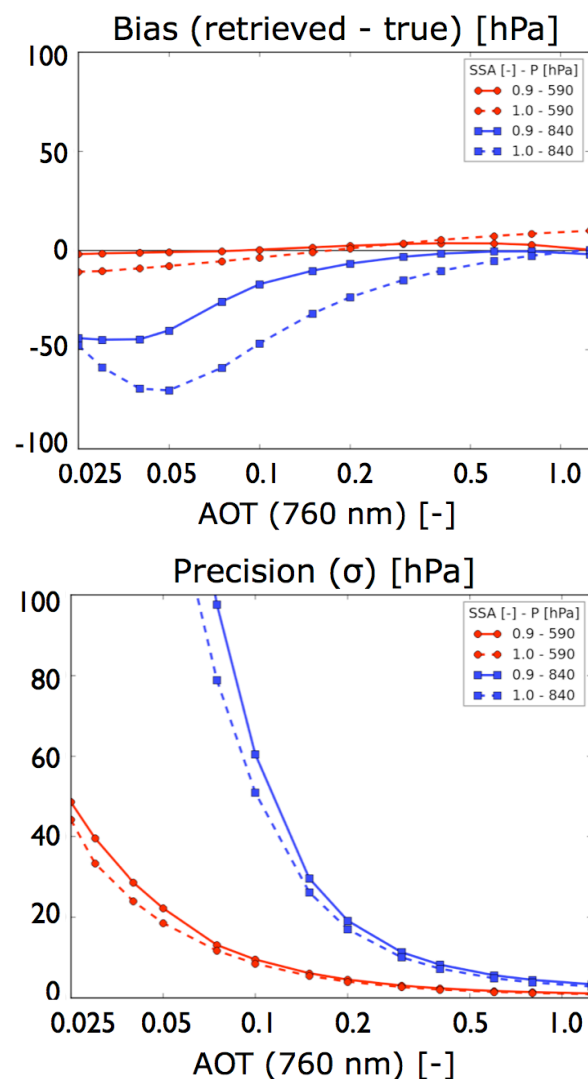 Bias (retrieved - true) [hPa]
100
50
0
-50
-100
SSA [-] - P [hPa]
0.9 - 590
1.0 - 590
0.9 - 840
1.0 - 840
0.025 0.05 0.1 0.2 0.5 1.0
AOT (760 nm) [-]
Precision (σ) [hPa]
100
80
60
40
20
0
SSA [-] - P [hPa]
0.9 - 590
1.0 - 590
0.9 - 840
1.0 - 840
0.025 0.05 0.1 0.2 0.5 1.0
AOT (760 nm) [-]